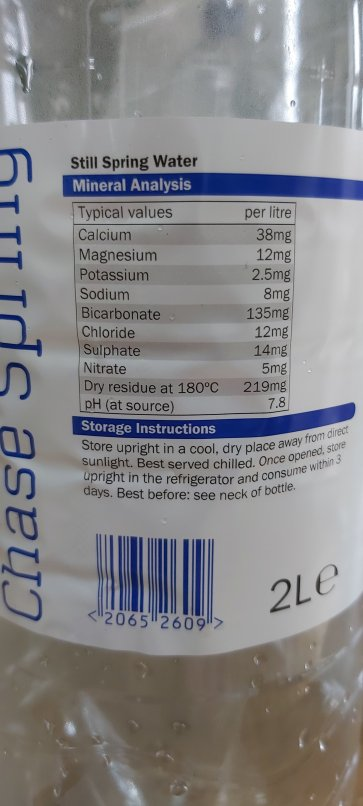 Chase Spring
Still Spring Water
Mineral Analysis
Typical values per litre
Calcium 38mg
Magnesium 12mg
Potassium 2.5mg
Sodium 8mg
Bicarbonate 135mg
Chloride 12mg
Sulphate 14mg
Nitrate 5mg
Dry residue at 180°C 219mg
pH (at source) 7.8
Storage Instructions
Store upright in a cool, dry place away from direct
sunlight. Best served chilled. Once opened, store
upright in the refrigerator and consume within 3
days. Best before: see neck of bottle.
<2065 2609>
2L℮